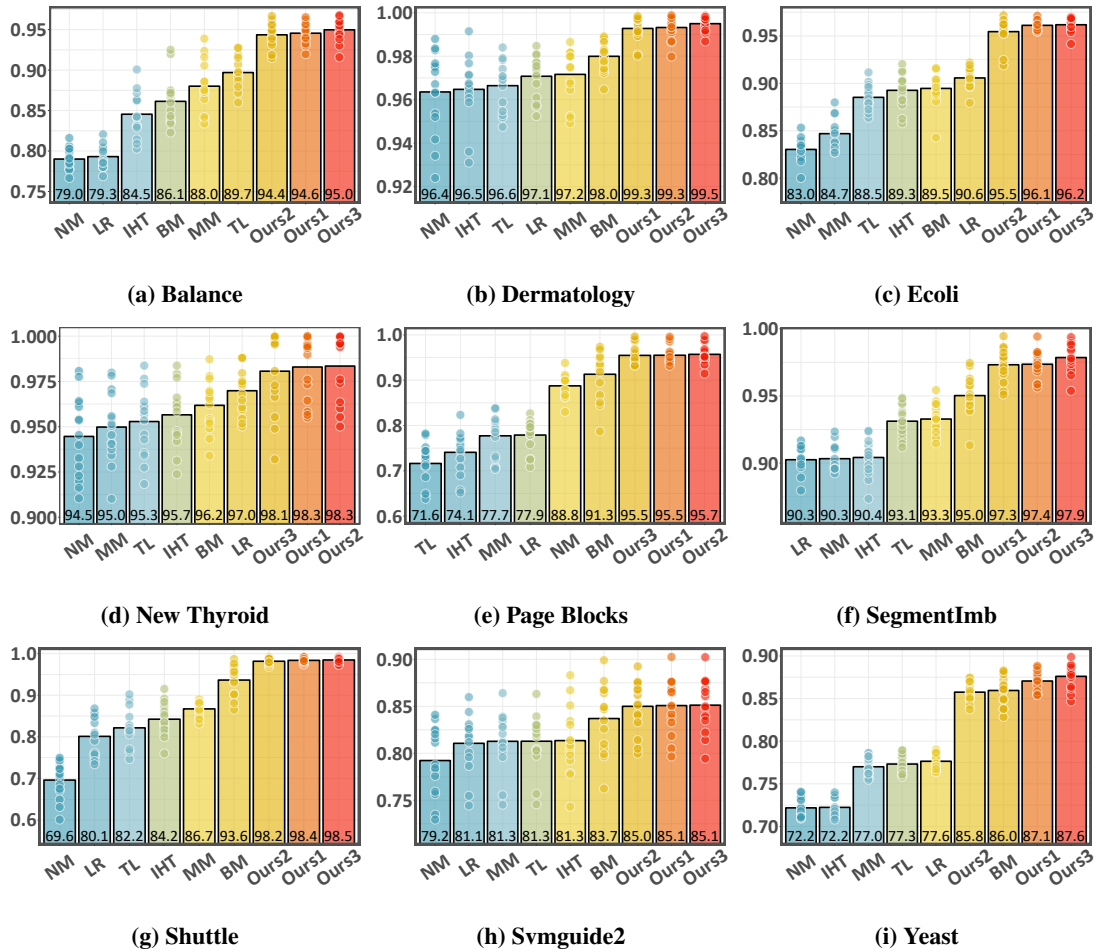 0.95
0.90
0.85
0.80
0.75
79.0 79.3 84.5 86.1 88.0 89.7 94.4 94.6 95.0
NM LR IHT BM MM TL Ours2 Ours1 Ours3
(a) Balance
1.00
0.98
0.96
0.94
0.92
96.4 96.5 96.6 97.1 97.2 98.0 99.3 99.3 99.5
NM IHT TL LR MM BM Ours1 Ours2 Ours3
(b) Dermatology
0.95
0.90
0.85
0.80
83.0 84.7 88.5 89.3 89.5 90.6 95.5 96.1 96.2
NM MM TL IHT BM LR Ours2 Ours1 Ours3
(c) Ecoli
1.000
0.975
0.950
0.925
0.900
94.5 95.0 95.3 95.7 96.2 97.0 98.1 98.3 98.3
NM MM TL IHT BM LR Ours3 Ours1 Ours2
(d) New Thyroid
1.0
0.9
0.8
0.7
0.6
71.6 74.1 77.7 77.9 88.8 91.3 95.5 95.5 95.7
TL IHT MM LR NM BM Ours3 Ours1 Ours2
(e) Page Blocks
1.00
0.95
0.90
90.3 90.3 90.4 93.1 93.3 95.0 97.3 97.4 97.9
LR NM IHT TL MM BM Ours1 Ours2 Ours3
(f) SegmentImb
1.0
0.9
0.8
0.7
0.6
69.6 80.1 82.2 84.2 86.7 93.6 98.2 98.4 98.5
NM LR TL IHT MM BM Ours2 Ours1 Ours3
(g) Shuttle
0.90
0.85
0.80
0.75
79.2 81.1 81.3 81.3 81.3 83.7 85.0 85.1 85.1
NM LR MM TL IHT BM Ours2 Ours1 Ours3
(h) Svmguide2
0.90
0.85
0.80
0.75
0.70
72.2 72.2 77.0 77.3 77.6 85.8 86.0 87.1 87.6
NM IHT MM TL LR Ours2 BM Ours1 Ours3
(i) Yeast